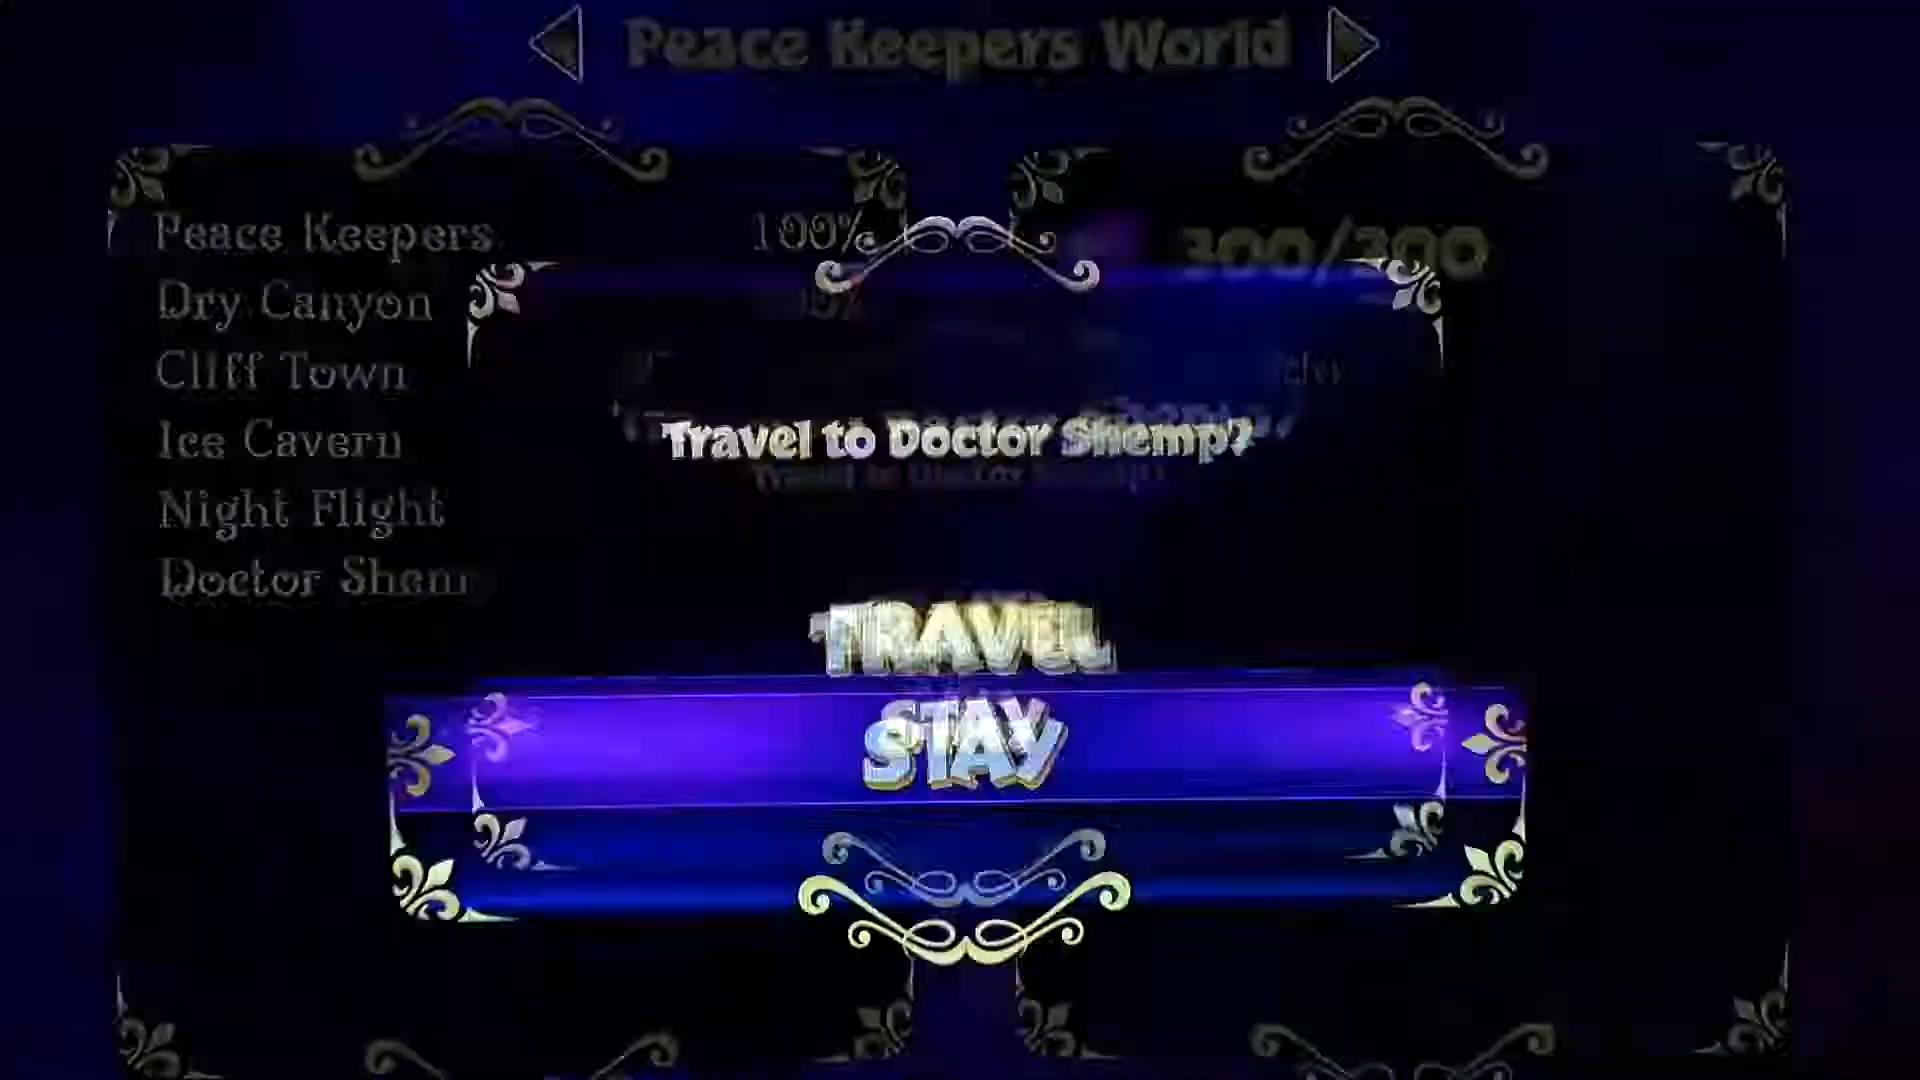 Peace Keepers World
Peace Keepers 100%
300/300
Dry Canyon
Cliff Town
Ice Cavern
Night Flight
Doctor
Travel to Doctor Shemp?
TRAVEL
STAY